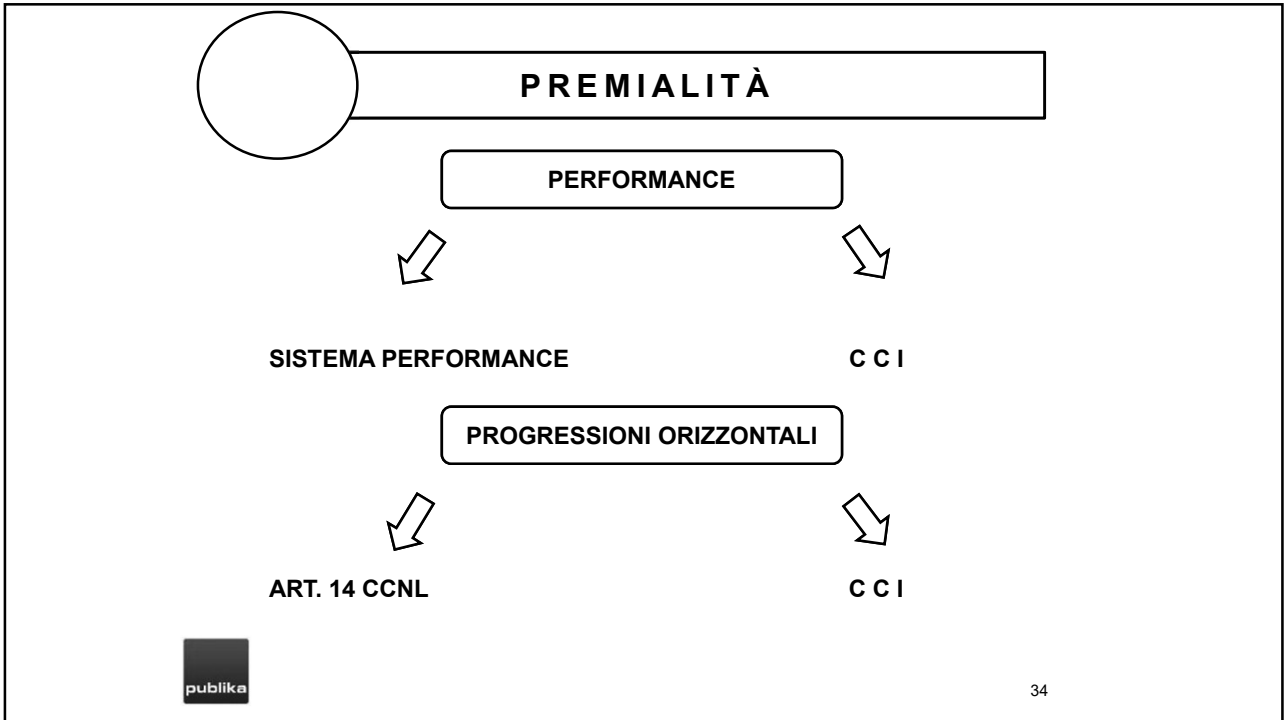 PREMIALITÀ
PERFORMANCE
SISTEMA PERFORMANCE
C C I
PROGRESSIONI ORIZZONTALI
ART. 14 CCNL
C C I
publika
34